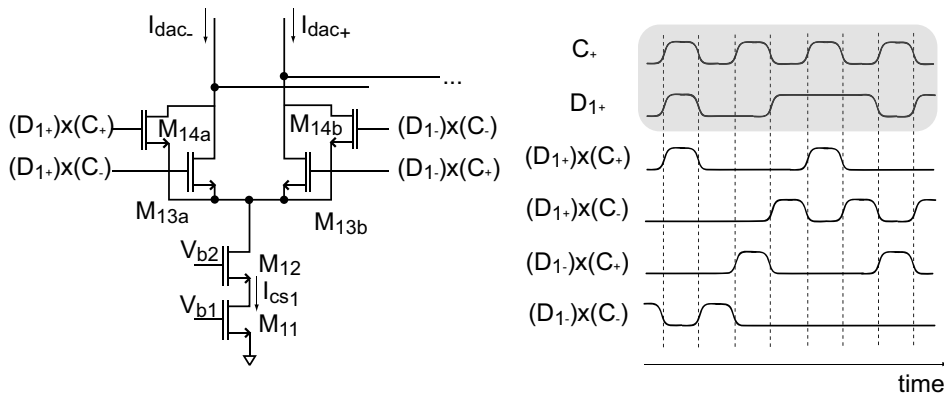 Idac- Idac+
...
(D1+)x(C+) M14a M14b (D1-)x(C-)
(D1+)x(C-) (D1-)x(C+)
M13a M13b
Vb2 M12
Ics1
Vb1 M11
C+
D1+
(D1+)x(C+)
(D1+)x(C-)
(D1-)x(C+)
(D1-)x(C-)
time